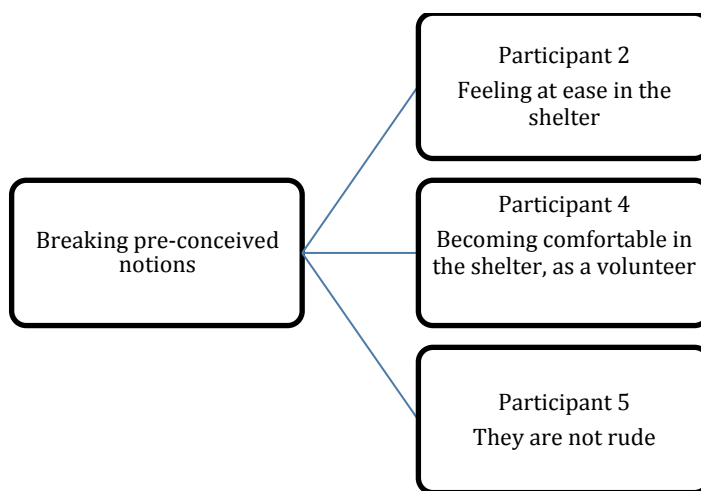 Breaking pre-conceived
notions
Participant 2
Feeling at ease in the
shelter
Participant 4
Becoming comfortable in
the shelter, as a volunteer
Participant 5
They are not rude